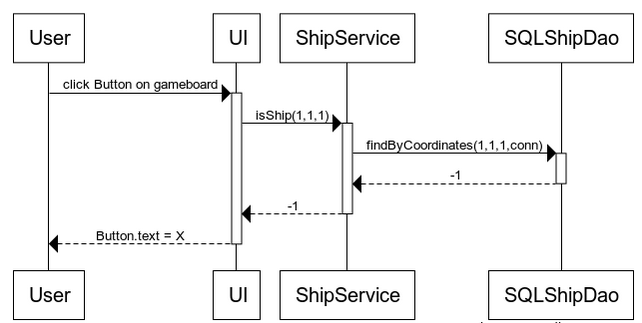 User
UI
ShipService
SQLShipDao
click Button on gameboard
isShip(1,1,1)
findByCoordinates(1,1,1,conn)
-1
-1
Button.text = X
User
UI
ShipService
SQLShipDao